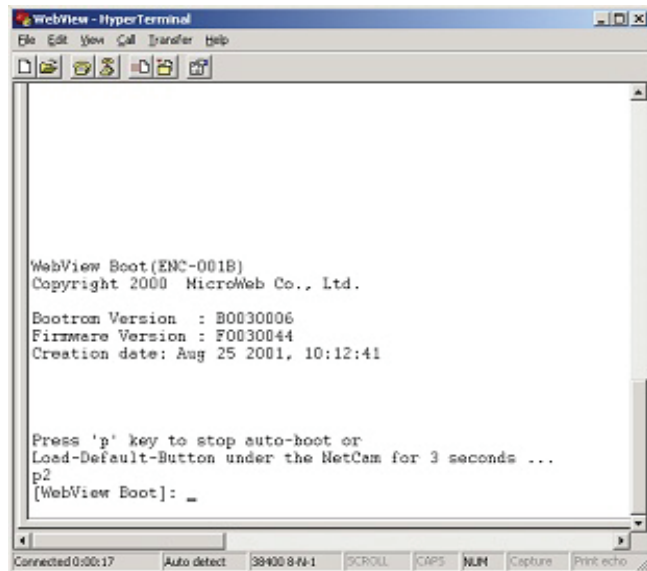 WebView - HyperTerminal
File Edit View Call Transfer Help
WebView Boot(ENC-001B)
Copyright 2000 MicroWeb Co., Ltd.
Bootrom Version : B0030006
Firmware Version : F0030044
Creation date: Aug 25 2001, 10:12:41
Press 'p' key to stop auto-boot or
Load-Default-Button under the NetCam for 3 seconds ...
p2
[WebView Boot]: _
Connected 0:00:17 Auto detect 38400 8-N-1 SCROLL CAPS NUM Capture Print echo